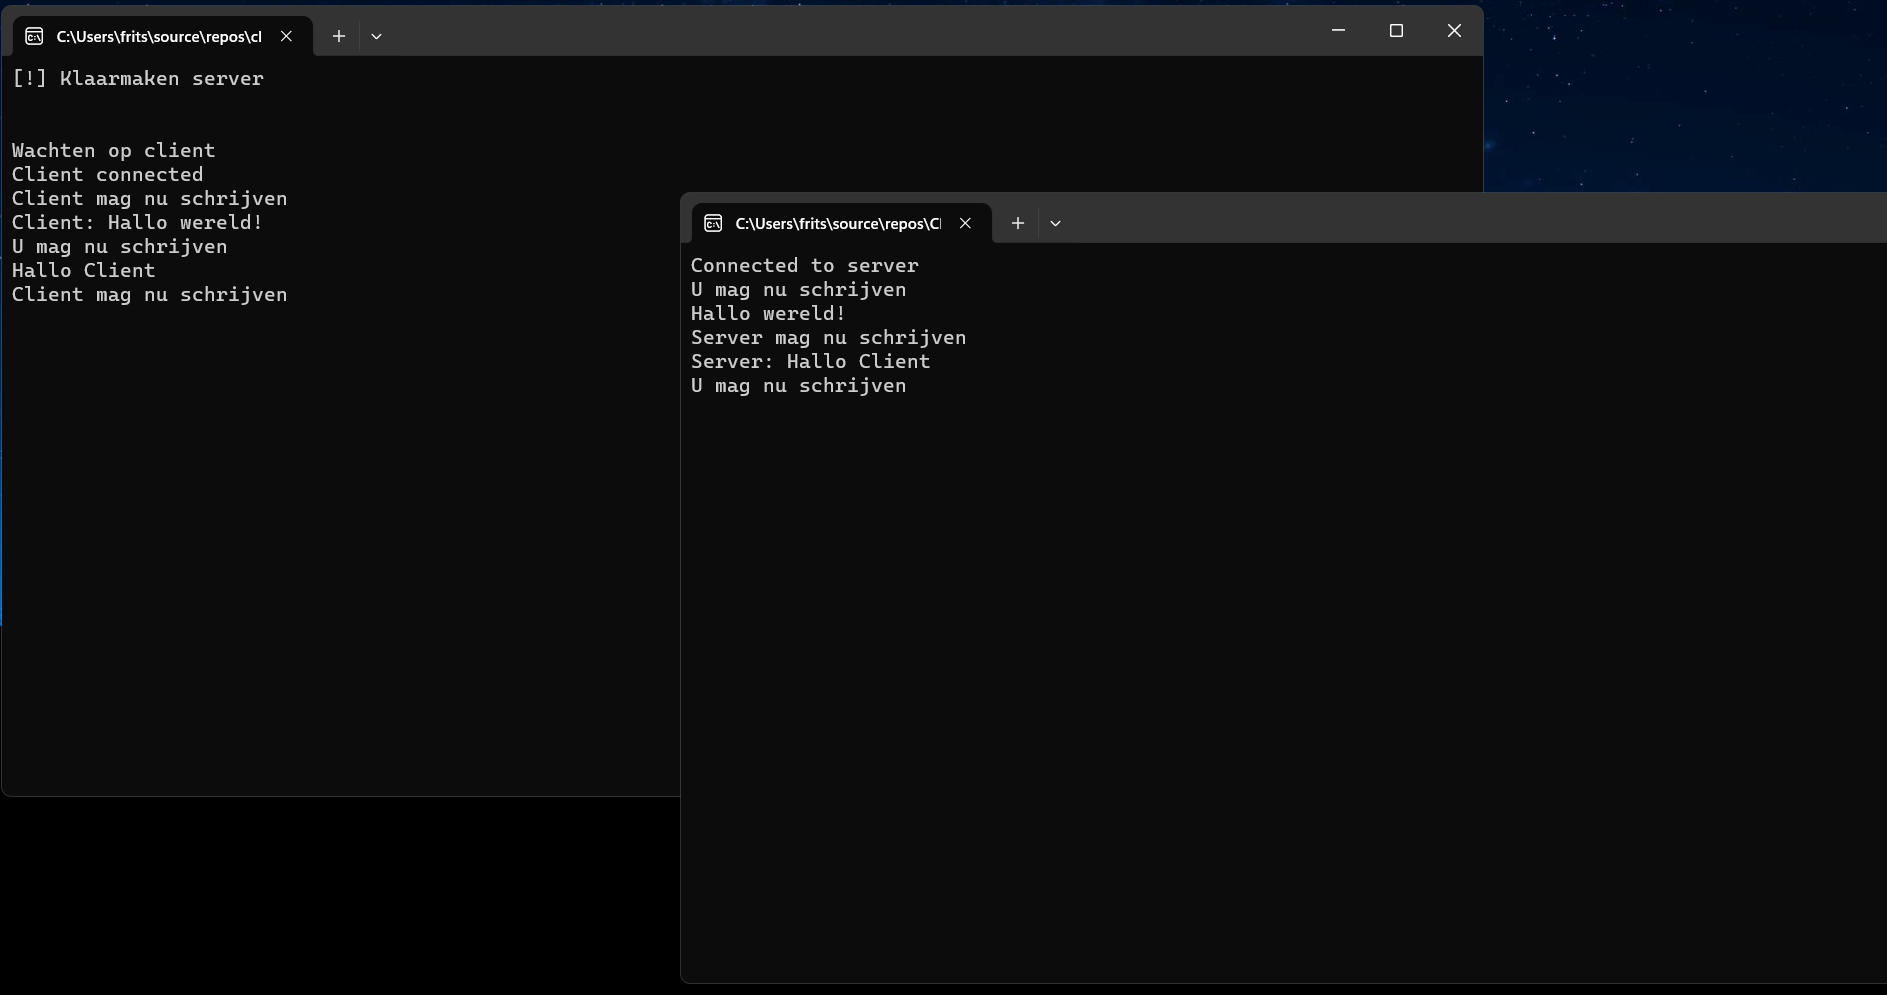 C:\Users\frits\source\repos\cl
[!] Klaarmaken server
Wachten op client
Client connected
Client mag nu schrijven
Client: Hallo wereld!
U mag nu schrijven
Hallo Client
Client mag nu schrijven
C:\Users\frits\source\repos\Cl
Connected to server
U mag nu schrijven
Hallo wereld!
Server mag nu schrijven
Server: Hallo Client
U mag nu schrijven